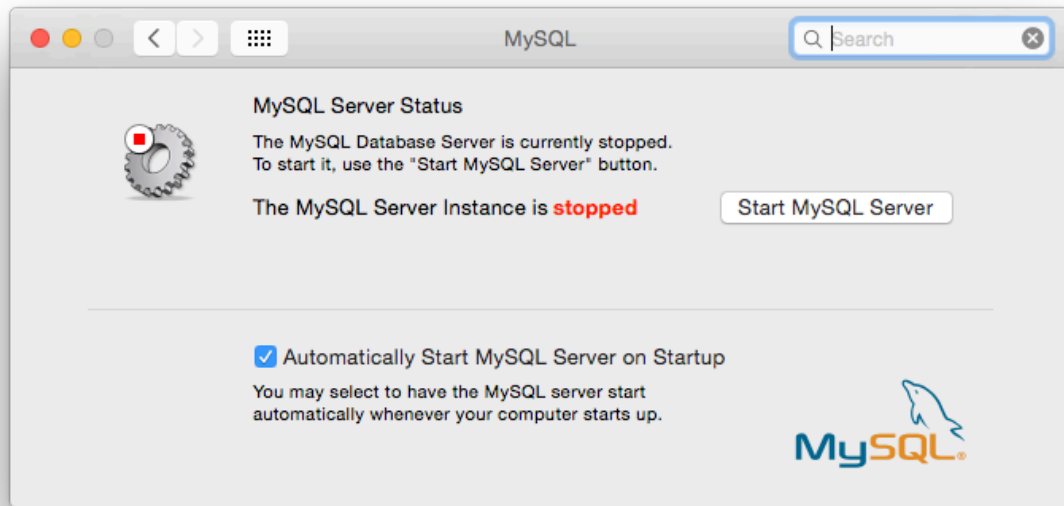 MySQL
Search
MySQL Server Status
The MySQL Database Server is currently stopped.
To start it, use the "Start MySQL Server" button.
The MySQL Server Instance is stopped
Start MySQL Server
Automatically Start MySQL Server on Startup
You may select to have the MySQL server start
automatically whenever your computer starts up.
MySQL®